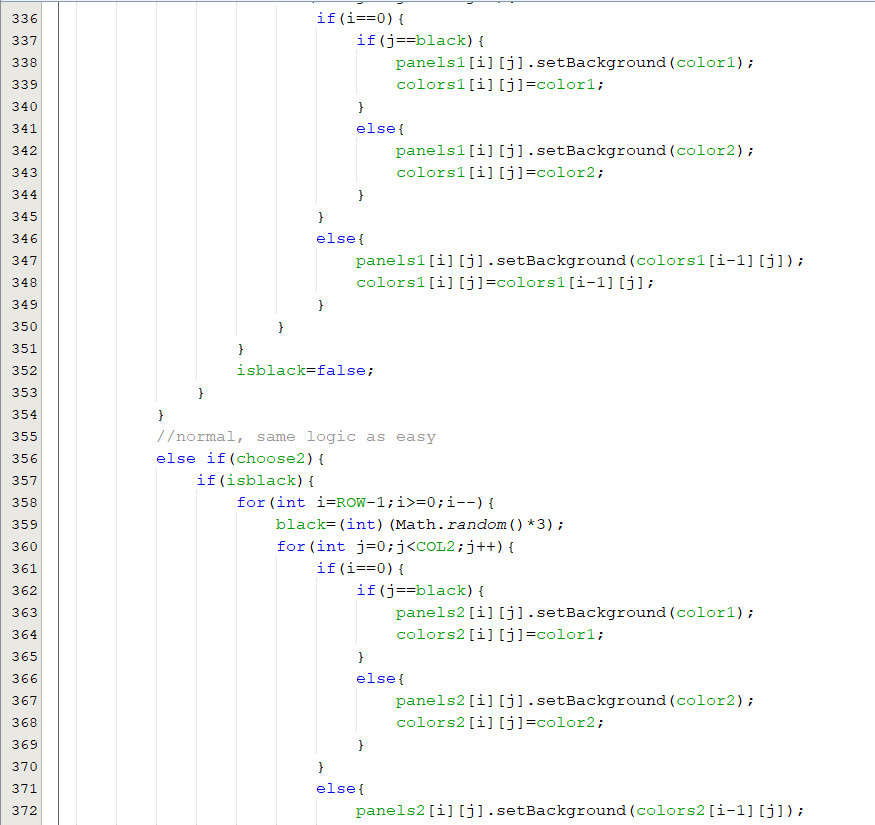 336 if(i==0){
337 if(j==black){
338 panels1[i][j].setBackground(color1);
339 colors1[i][j]=color1;
340 }
341 else{
342 panels1[i][j].setBackground(color2);
343 colors1[i][j]=color2;
344 }
345 }
346 else{
347 panels1[i][j].setBackground(colors1[i-1][j]);
348 colors1[i][j]=colors1[i-1][j];
349 }
350 }
351 }
352 isblack=false;
353 }
354 }
355 //normal, same logic as easy
356 else if(choose2){
357 if(isblack){
358 for(int i=ROW-1;i>=0;i--){
359 black=(int)(Math.random()*3);
360 for(int j=0;j<COL2;j++){
361 if(i==0){
362 if(j==black){
363 panels2[i][j].setBackground(color1);
364 colors2[i][j]=color1;
365 }
366 else{
367 panels2[i][j].setBackground(color2);
368 colors2[i][j]=color2;
369 }
370 }
371 else{
372 panels2[i][j].setBackground(colors2[i-1][j]);